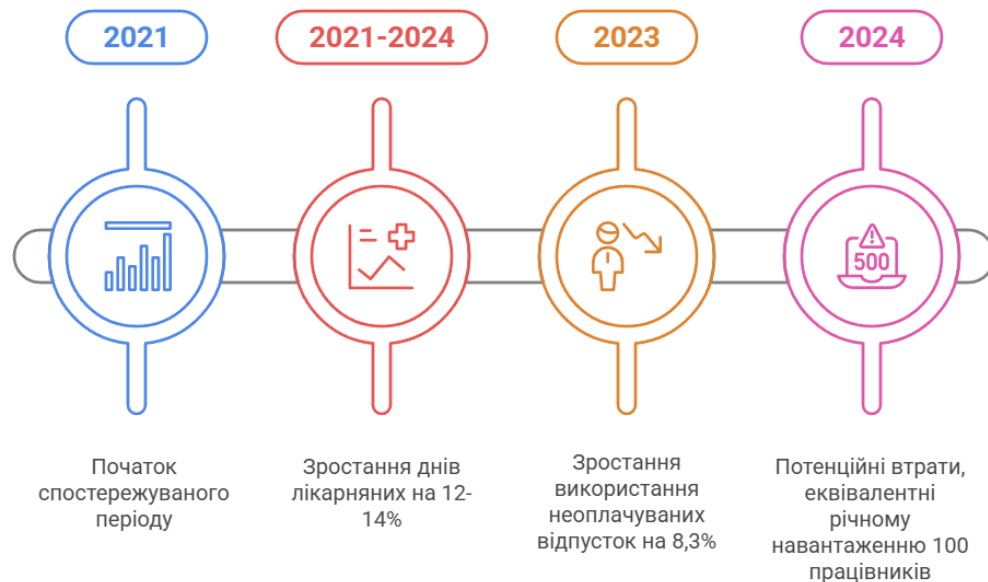 2021
2021-2024
2023
2024
500
Початок
спостережуваного
періоду
Зростання днів
лікарняних на 12-
14%
Зростання
використання
неоплачуваних
відпусток на 8,3%
Потенційні втрати,
еквівалентні
річному
навантаженню 100
працівників